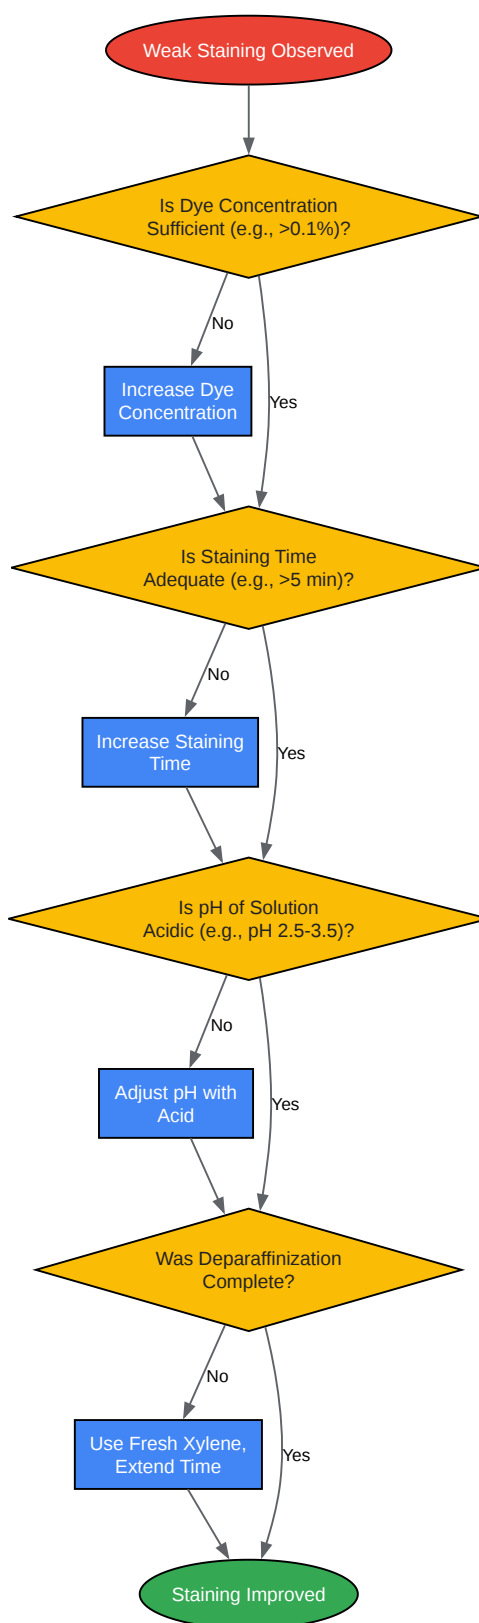 Weak Staining Observed
Is Dye Concentration
Sufficient (e.g., >0.1%)?
No
Increase Dye
Concentration
Yes
Is Staining Time
Adequate (e.g., >5 min)?
No
Increase Staining
Time
Yes
Is pH of Solution
Acidic (e.g., pH 2.5-3.5)?
No
Adjust pH with
Acid
Yes
Was Deparaffinization
Complete?
No
Use Fresh Xylene,
Extend Time
Yes
Staining Improved